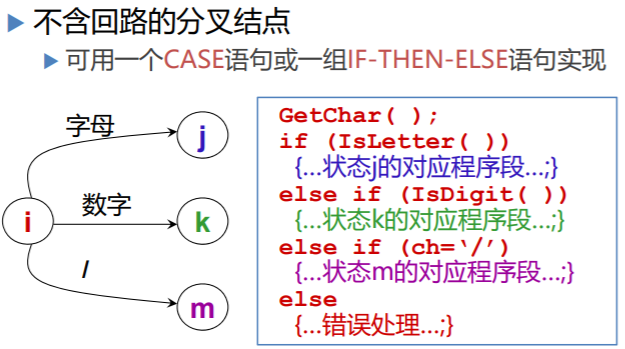 不含回路的分叉结点
可用一个CASE语句或一组IF-THEN-ELSE语句实现
字母
j
数字
i
k
/
m
GetChar( );
if (IsLetter( ))
{...状态j的对应程序段...;}
else if (IsDigit( ))
{...状态k的对应程序段...;}
else if (ch=‘/’)
{...状态m的对应程序段...;}
else
{...错误处理...;}